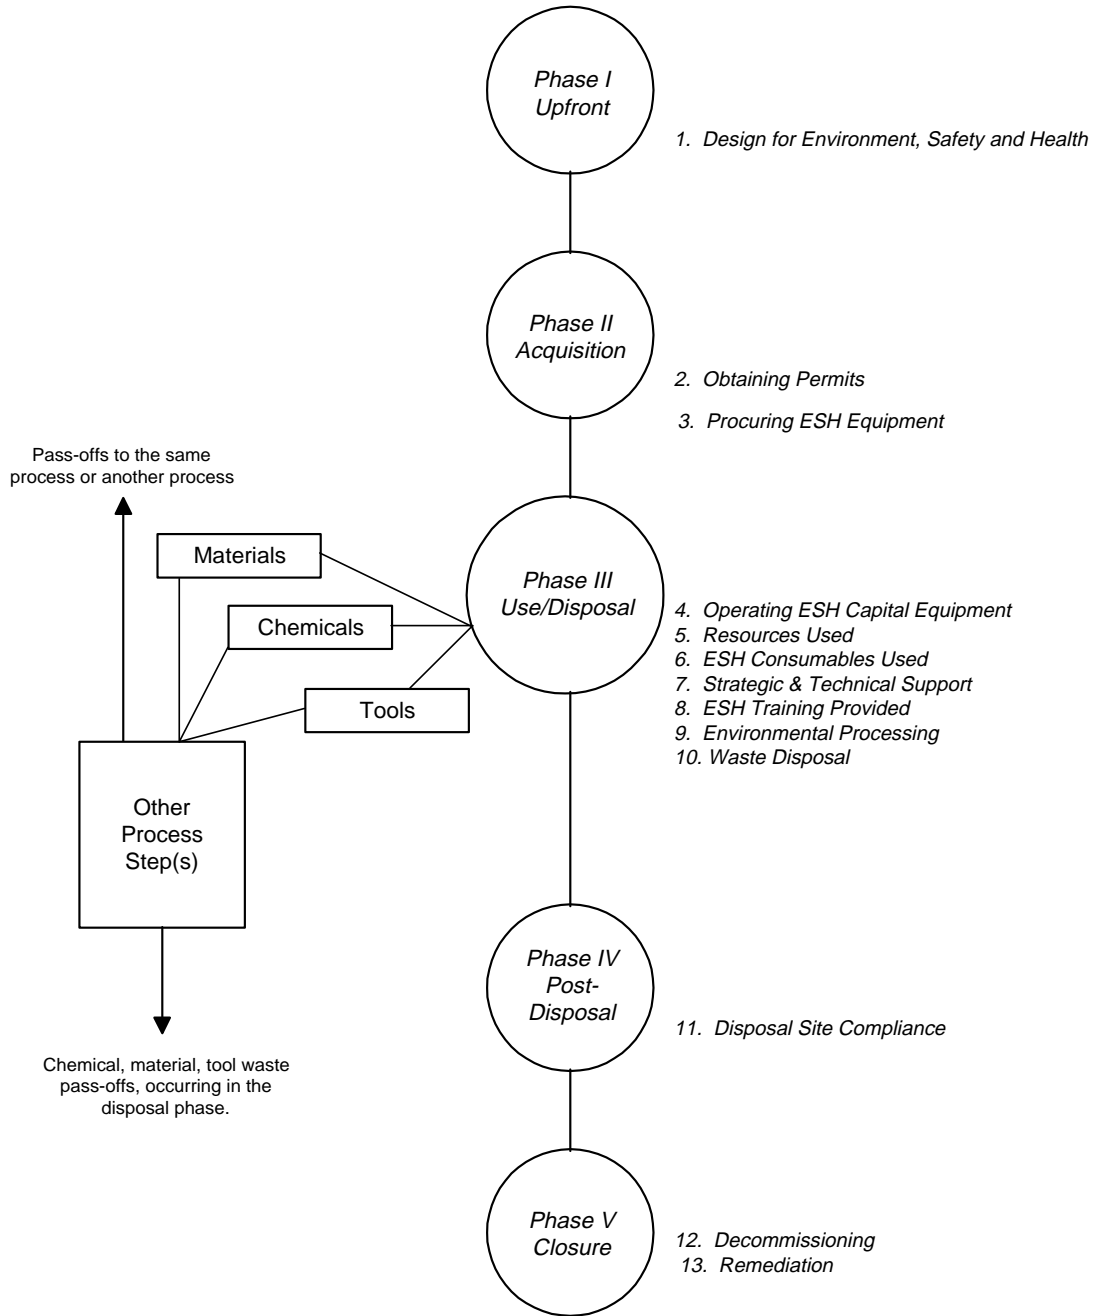 Phase I
Upfront
1. Design for Environment, Safety and Health
Phase II
Acquisition
2. Obtaining Permits
3. Procuring ESH Equipment
Pass-offs to the same
process or another process
Materials
Chemicals
Tools
Phase III
Use/Disposal
4. Operating ESH Capital Equipment
5. Resources Used
6. ESH Consumables Used
7. Strategic & Technical Support
8. ESH Training Provided
9. Environmental Processing
10. Waste Disposal
Other
Process
Step(s)
Chemical, material, tool waste
pass-offs, occurring in the
disposal phase.
Phase IV
Post-
Disposal
11. Disposal Site Compliance
Phase V
Closure
12. Decommissioning
13. Remediation